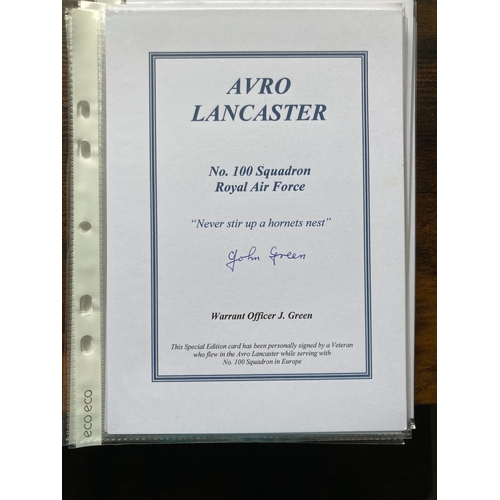 AVRO
LANCASTER
No. 100 Squadron
Royal Air Force
"Never stir up a hornets nest"
John Green
Warrant Officer J. Green
This Special Edition card has been personally signed by a Veteran
who flew in the Avro Lancaster while serving with
No. 100 Squadron in Europe
eco eco